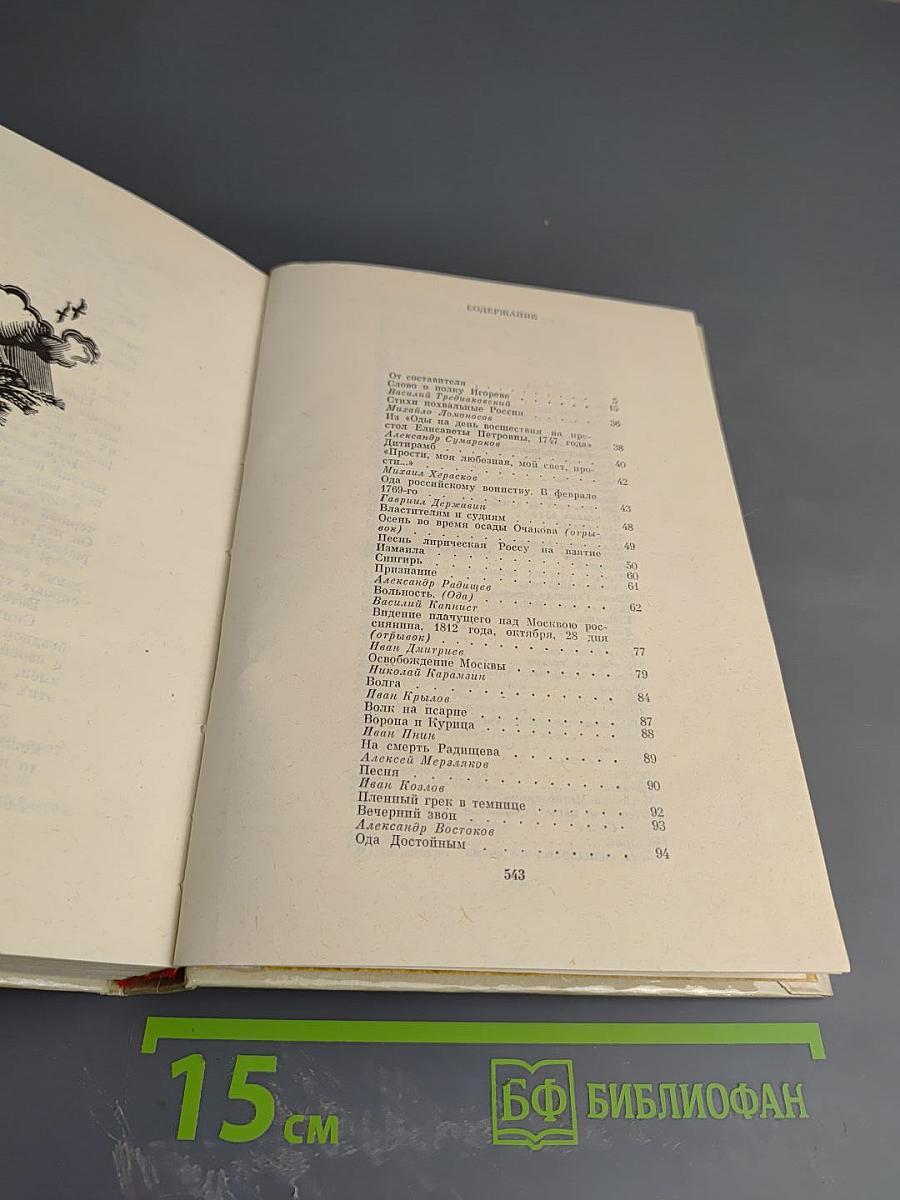 СОДЕРЖАНИЕ
От составителя . . . . . . . 5
Слово о полку Игореве . . . . . . 15
Василий Тредиаковский
Стихи похвальные России . . . . . 36
Михайло Ломоносов
Из «Оды на день восшествия на пре-
стол Елисаветы Петровны, 1747 года» 38
Александр Сумароков
Дитирамб . . . . . . . . 40
«Прости, моя любезная, мой свет, про-
сти...» . . . . . . . . 42
Михаил Херасков
Ода российскому воинству. В феврале
1769-го . . . . . . . . 43
Гавриил Державин
Властителям и судиям . . . . . 48
Осень во время осады Очакова (отры-
вок) . . . . . . . . 49
Песнь лирическая Россу на взятие
Измаила . . . . . . . . 50
Снигирь . . . . . . . . 60
Признание . . . . . . . . 61
Александр Радищев
Вольность. (Ода) . . . . . . . 62
Василий Капнист
Видение плачущего над Москвою рос-
сиянина, 1812 года, октября, 28 дня
(отрывок) . . . . . . . . 77
Иван Дмитриев
Освобождение Москвы . . . . . 79
Николай Карамзин
Волга . . . . . . . . 84
Иван Крылов
Волк на псарне . . . . . . . 87
Ворона и Курица . . . . . . . 88
Иван Пнин
На смерть Радищева . . . . . 89
Алексей Мерзляков
Песня . . . . . . . . 90
Иван Козлов
Пленный грек в темнице . . . . . 92
Вечерний звон . . . . . . . 93
Александр Востоков
Ода Достойным . . . . . . . 94
543
15 см
БФ БИБЛИОФАН